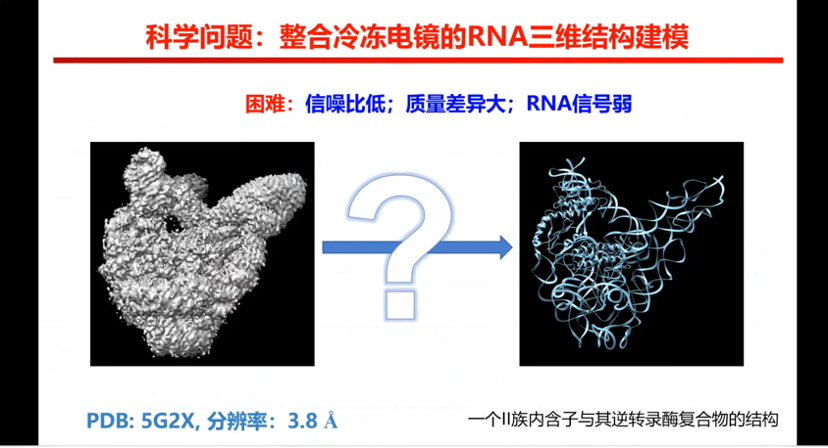 科学问题：整合冷冻电镜的RNA三维结构建模
困难：信噪比低；质量差异大；RNA信号弱
?
PDB: 5G2X, 分辨率：3.8 Å
一个II族内含子与其逆转录酶复合物的结构